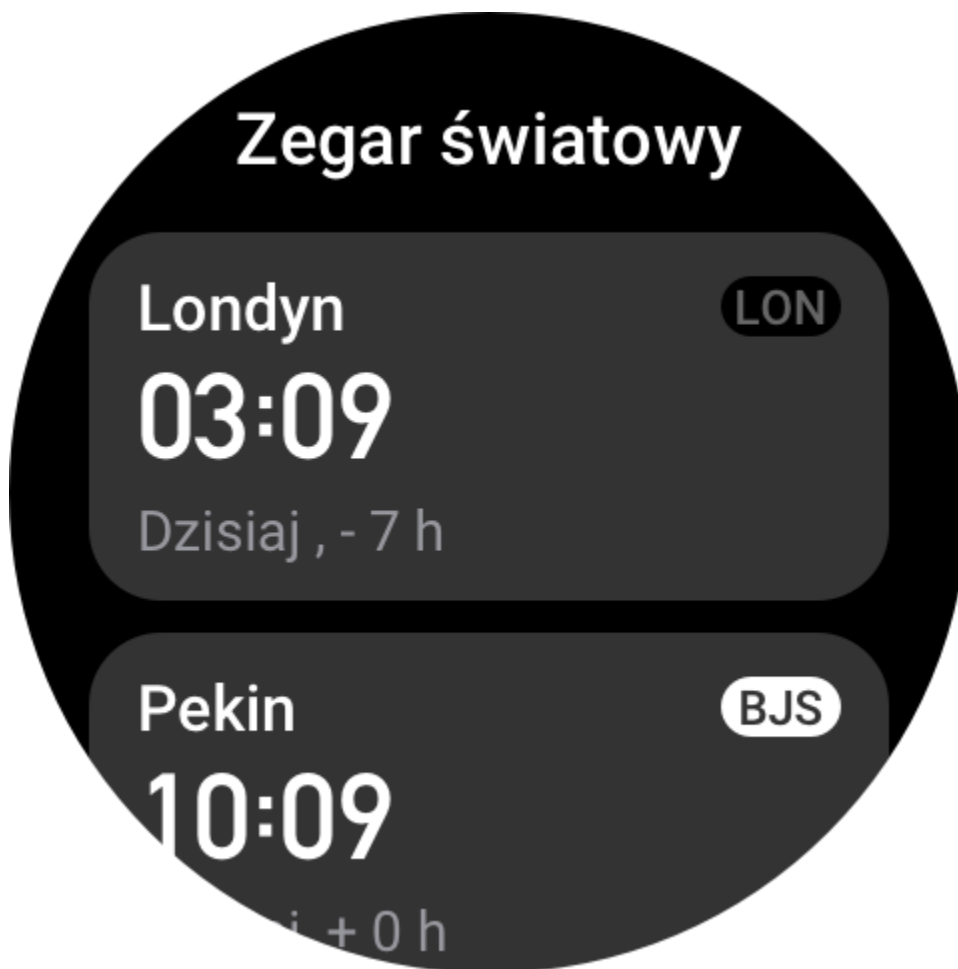 Zegar światowy
Londyn LON
03:09
Dzisiaj , - 7 h
Pekin BJS
10:09
+ 0 h